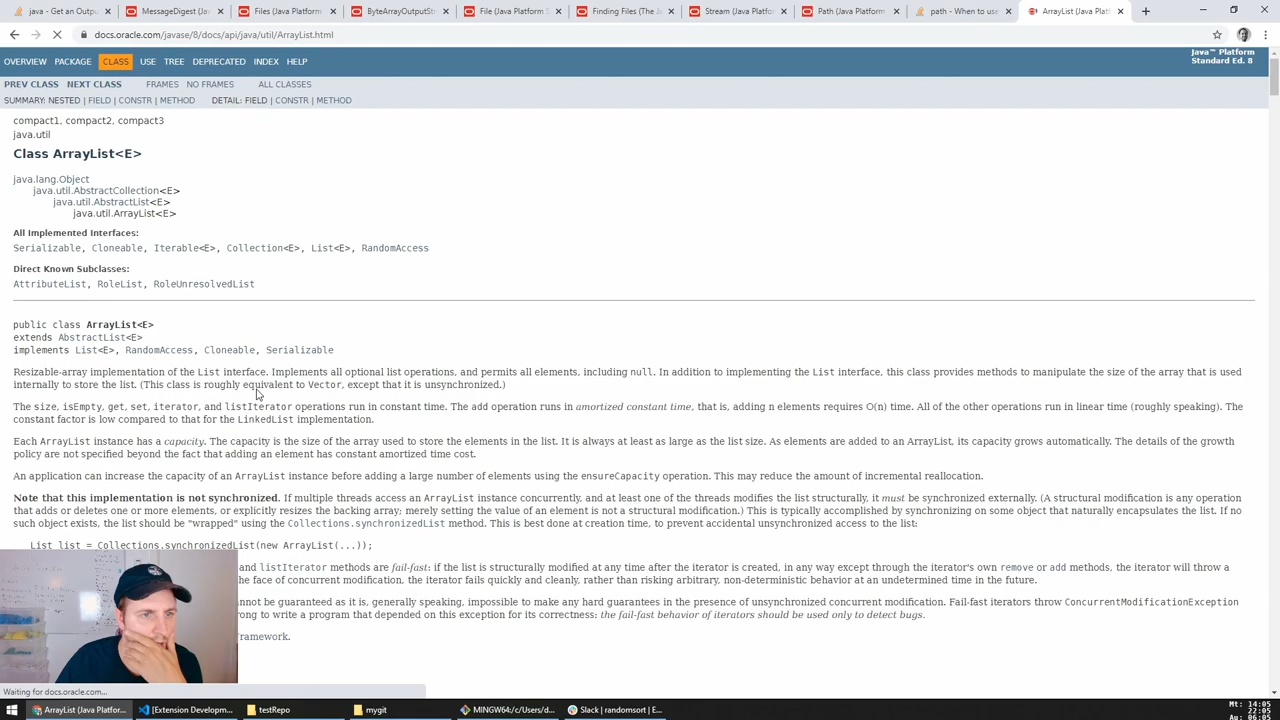 java - Get an Outpu
MessageDigest (Jav
Files (Java Platform
ByteArrayOutputSt
File (Java Platform S
Finding Files (The Ja
Stream (Java Platfor
Path (Java Platform
path - When to use
ArrayList (Java Platf
docs.oracle.com/javase/8/docs/api/java/util/ArrayList.html
OVERVIEW PACKAGE CLASS USE TREE DEPRECATED INDEX HELP
Java™ Platform
Standard Ed. 8
PREV CLASS NEXT CLASS FRAMES NO FRAMES ALL CLASSES
SUMMARY: NESTED | FIELD | CONSTR | METHOD DETAIL: FIELD | CONSTR | METHOD
compact1, compact2, compact3
java.util
Class ArrayList<E>
java.lang.Object
java.util.AbstractCollection<E>
java.util.AbstractList<E>
java.util.ArrayList<E>
All Implemented Interfaces:
Serializable, Cloneable, Iterable<E>, Collection<E>, List<E>, RandomAccess
Direct Known Subclasses:
AttributeList, RoleList, RoleUnresolvedList
public class ArrayList<E>
extends AbstractList<E>
implements List<E>, RandomAccess, Cloneable, Serializable
Resizable-array implementation of the List interface. Implements all optional list operations, and permits all elements, including null. In addition to implementing the List interface, this class provides methods to manipulate the size of the array that is used
internally to store the list. (This class is roughly equivalent to Vector, except that it is unsynchronized.)
The size, isEmpty, get, set, iterator, and listIterator operations run in constant time. The add operation runs in amortized constant time, that is, adding n elements requires O(n) time. All of the other operations run in linear time (roughly speaking). The
constant factor is low compared to that for the LinkedList implementation.
Each ArrayList instance has a capacity. The capacity is the size of the array used to store the elements in the list. It is always at least as large as the list size. As elements are added to an ArrayList, its capacity grows automatically. The details of the growth
policy are not specified beyond the fact that adding an element has constant amortized time cost.
An application can increase the capacity of an ArrayList instance before adding a large number of elements using the ensureCapacity operation. This may reduce the amount of incremental reallocation.
Note that this implementation is not synchronized. If multiple threads access an ArrayList instance concurrently, and at least one of the threads modifies the list structurally, it must be synchronized externally. (A structural modification is any operation
that adds or deletes one or more elements, or explicitly resizes the backing array; merely setting the value of an element is not a structural modification.) This is typically accomplished by synchronizing on some object that naturally encapsulates the list. If no
such object exists, the list should be "wrapped" using the Collections.synchronizedList method. This is best done at creation time, to prevent accidental unsynchronized access to the list:
List list = Collections.synchronizedList(new ArrayList(...));
and listIterator methods are fail-fast: if the list is structurally modified at any time after the iterator is created, in any way except through the iterator's own remove or add methods, the iterator will throw a
the face of concurrent modification, the iterator fails quickly and cleanly, rather than risking arbitrary, non-deterministic behavior at an undetermined time in the future.
annot be guaranteed as it is, generally speaking, impossible to make any hard guarantees in the presence of unsynchronized concurrent modification. Fail-fast iterators throw ConcurrentModificationException
ong to write a program that depended on this exception for its correctness: the fail-fast behavior of iterators should be used only to detect bugs.
ramework.
Waiting for docs.oracle.com...
ArrayList (Java Platfor...
[Extension Developm...
testRepo
mygit
MINGW64:/c/Users/d...
Slack | randomsort | E...
Mt: 14:05
22:05
Au: 06:05